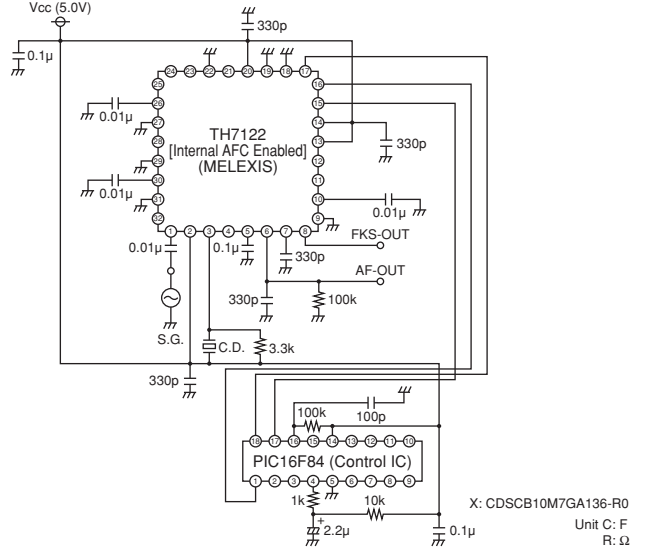 Vcc (5.0V)
330p
0.1µ
24 23 22 21 20 19 18 17
25 16
26 15
0.01µ
27 14
TH7122
[Internal AFC Enabled]
(MELEXIS)
330p
28 13
29 12
30 11
0.01µ
31 10
0.01µ
32 9
1 2 3 4 5 6 7 8
FKS-OUT
0.01µ
0.1µ
330p
AF-OUT
330p
100k
S.G.
C.D.
3.3k
330p
100k
100p
18 17 16 15 14 13 12 11 10
PIC16F84 (Control IC)
1 2 3 4 5 6 7 8 9
1k
10k
+
2.2µ
0.1µ
X: CDSCB10M7GA136-R0
Unit C: F
R: Ω